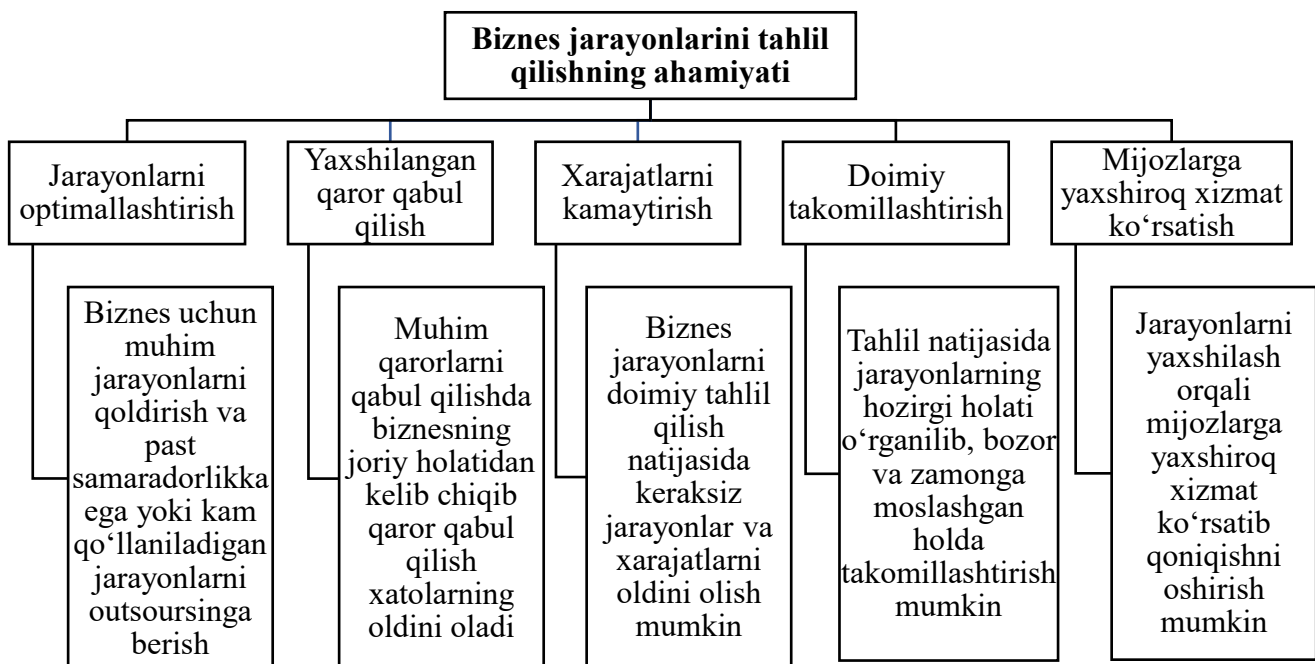 Biznes jarayonlarini tahlil
qilishning ahamiyati
Jarayonlarni
optimallashtirish
Biznes uchun
muhim
jarayonlarni
qoldirish va
past
samaradorlikka
ega yoki kam
qo‘llaniladigan
jarayonlarni
outsoursinga
berish
Yaxshilangan
qaror qabul
qilish
Muhim
qarorlarni
qabul qilishda
biznesning
joriy holatidan
kelib chiqib
qaror qabul
qilish
xatolarning
oldini oladi
Xarajatlarni
kamaytirish
Biznes
jarayonlarni
doimiy tahlil
qilish
natijasida
keraksiz
jarayonlar va
xarajatlarni
oldini olish
mumkin
Doimiy
takomillashtirish
Tahlil natijasida
jarayonlarning
hozirgi holati
o‘rganilib, bozor
va zamonga
moslashgan
holda
takomillashtirish
mumkin
Mijozlarga
yaxshiroq xizmat
ko‘rsatish
Jarayonlarni
yaxshilash
orqali
mijozlarga
yaxshiroq
xizmat
ko‘rsatib
qoniqishni
oshirish
mumkin